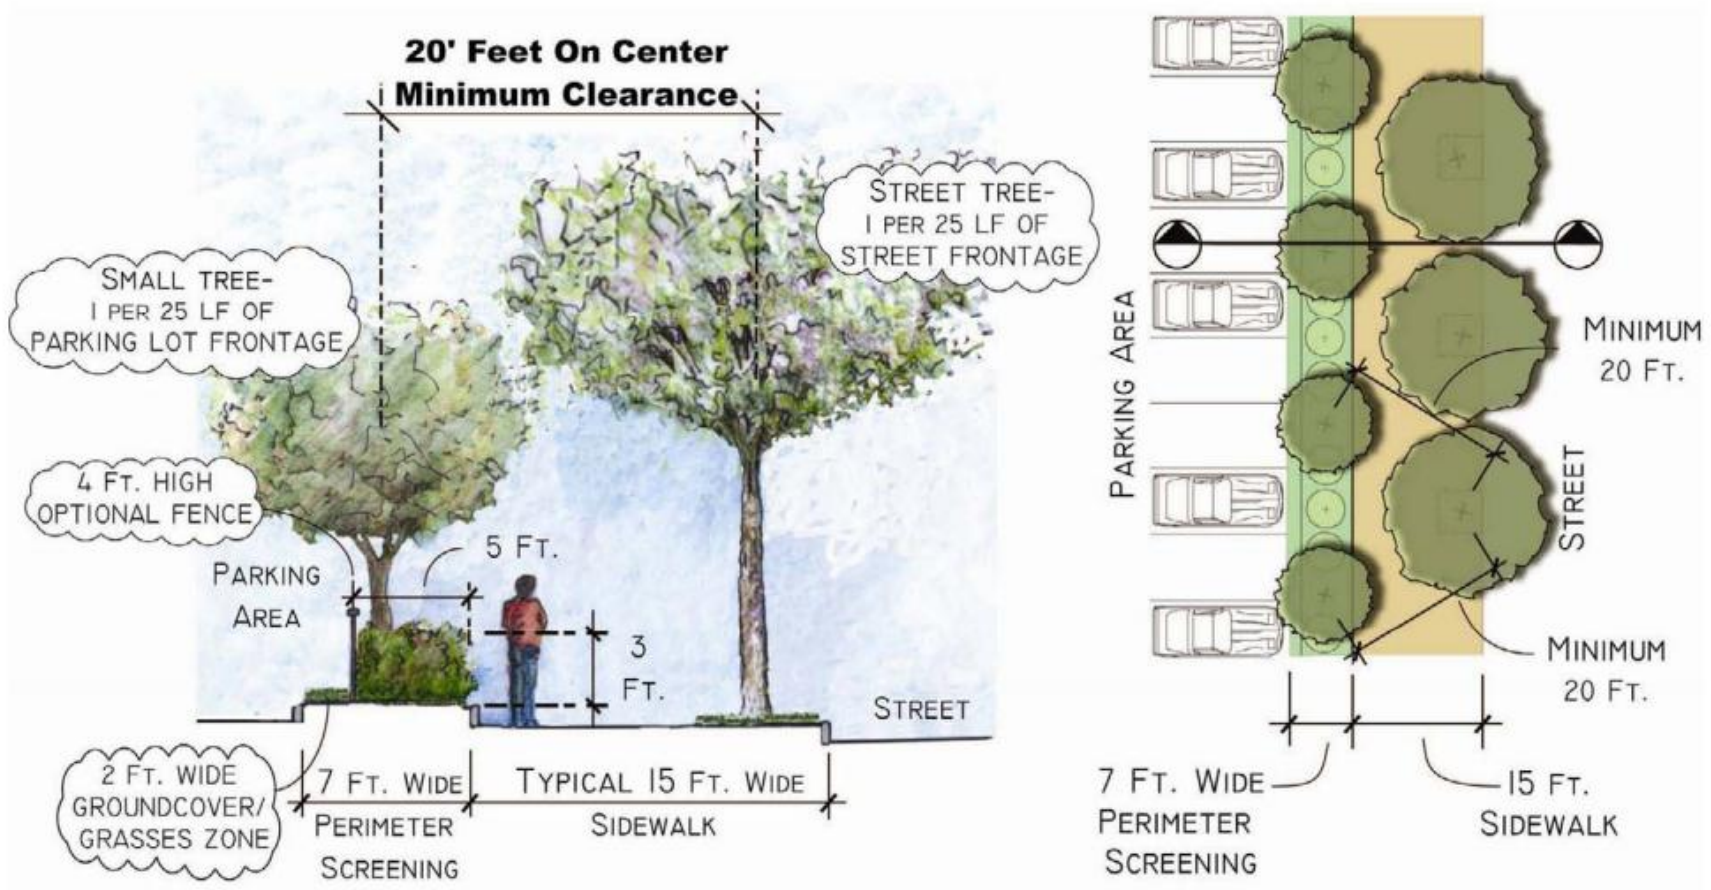 20' Feet On Center
Minimum Clearance
STREET TREE-
1 PER 25 LF OF
STREET FRONTAGE
SMALL TREE-
1 PER 25 LF OF
PARKING LOT FRONTAGE
4 FT. HIGH
OPTIONAL FENCE
PARKING
AREA
5 FT.
3
FT.
STREET
2 FT. WIDE
GROUNDCOVER/
GRASSES ZONE
7 FT. WIDE
PERIMETER
SCREENING
TYPICAL 15 FT. WIDE
SIDEWALK
PARKING AREA
MINIMUM
20 FT.
STREET
MINIMUM
20 FT.
7 FT. WIDE
PERIMETER
SCREENING
15 FT.
SIDEWALK